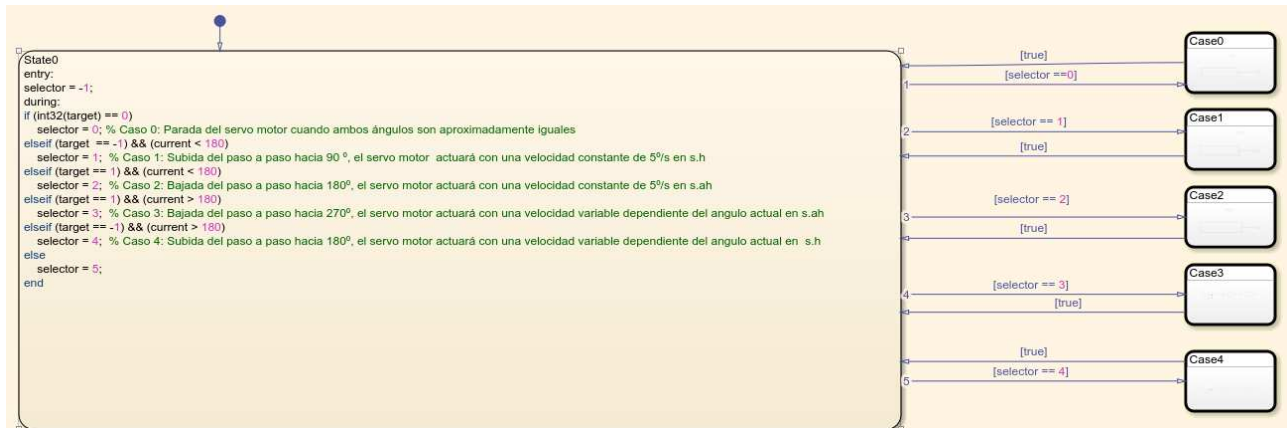 State0
entry:
selector = -1;
during:
if (int32(target) == 0)
selector = 0; % Caso 0: Parada del servo motor cuando ambos ángulos son aproximadamente iguales
elseif (target == -1) && (current < 180)
selector = 1; % Caso 1: Subida del paso a paso hacia 90 º, el servo motor actuará con una velocidad constante de 5º/s en s.h
elseif (target == 1) && (current < 180)
selector = 2; % Caso 2: Bajada del paso a paso hacia 180º, el servo motor actuará con una velocidad constante de 5º/s en s.ah
elseif (target == 1) && (current > 180)
selector = 3; % Caso 3: Bajada del paso a paso hacia 270º, el servo motor actuará con una velocidad variable dependiente del angulo actual en s.ah
elseif (target == -1) && (current > 180)
selector = 4; % Caso 4: Subida del paso a paso hacia 180º, el servo motor actuará con una velocidad variable dependiente del angulo actual en s.h
else
selector = 5;
end
[true]
1
[selector ==0]
Case0
2
[selector == 1]
[true]
Case1
[selector == 2]
3
[true]
Case2
[selector == 3]
4
[true]
Case3
[true]
5
[selector == 4]
Case4